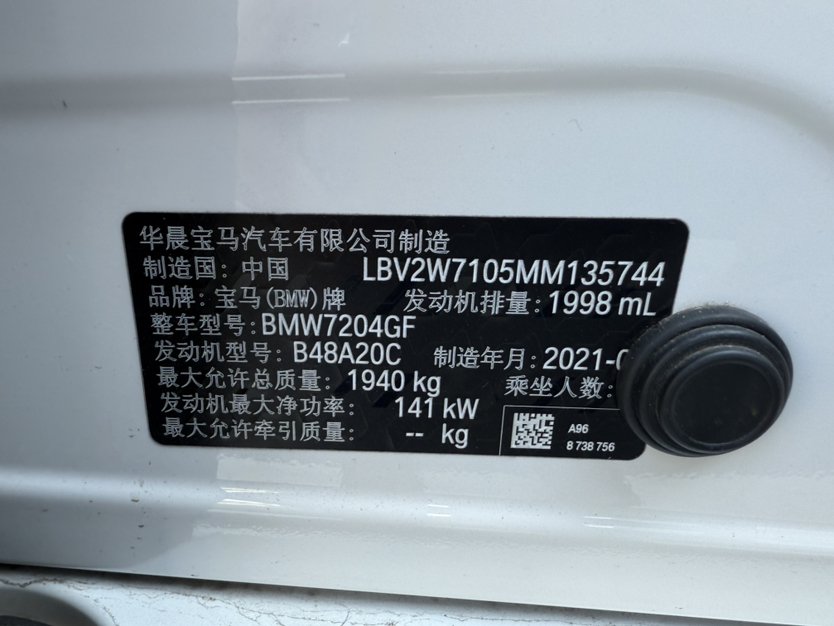 华晨宝马汽车有限公司制造
制造国: 中国 LBV2W7105MM135744
品牌: 宝马(BMW)牌 发动机排量: 1998 mL
整车型号: BMW7204GF
发动机型号: B48A20C 制造年月: 2021-0
最大允许总质量: 1940 kg 乘坐人数:
发动机最大净功率: 141 kW
最大允许牵引质量: -- kg
A96
8 738 756